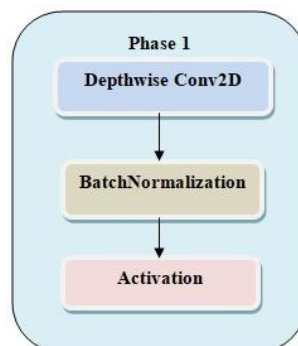 Phase 1
Depthwise Conv2D
BatchNormalization
Activation